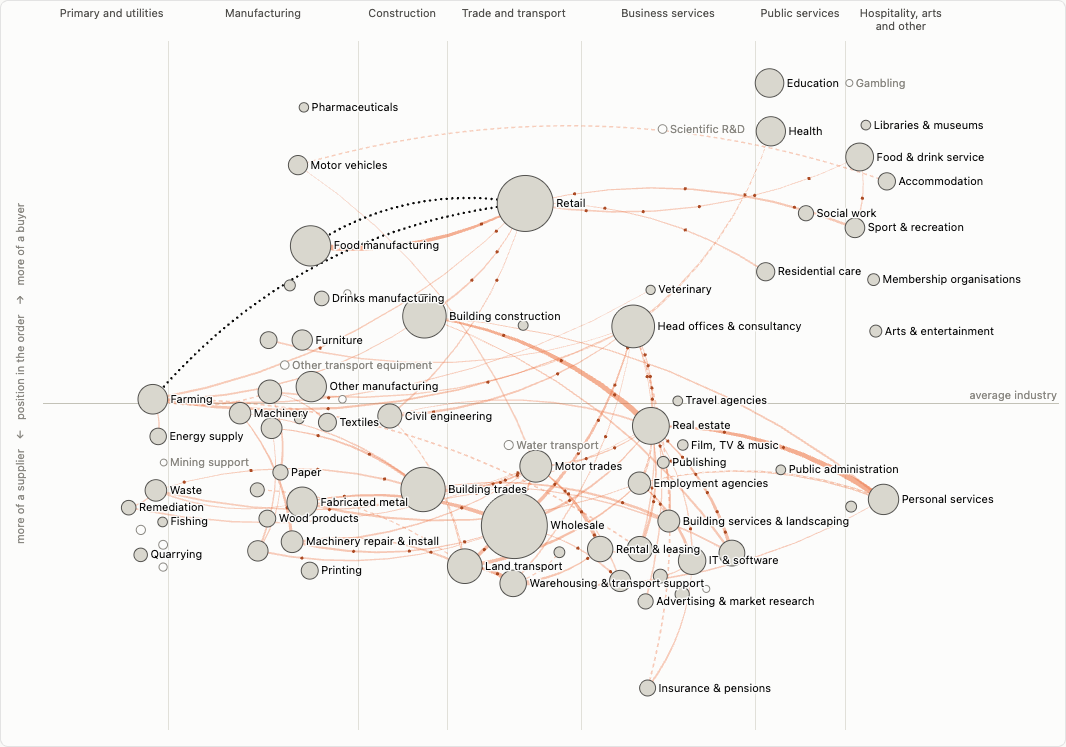 Primary and utilities
Manufacturing
Construction
Trade and transport
Business services
Public services
Hospitality, arts
and other
more of a supplier ← position in the order → more of a buyer
Education
Gambling
Pharmaceuticals
Libraries & museums
Scientific R&D
Health
Food & drink service
Motor vehicles
Accommodation
Retail
Social work
Sport & recreation
Food manufacturing
Residential care
Membership organisations
Veterinary
Drinks manufacturing
Building construction
Head offices & consultancy
Arts & entertainment
Furniture
Other transport equipment
Other manufacturing
average industry
Farming
Travel agencies
Machinery
Civil engineering
Textiles
Real estate
Energy supply
Water transport
Film, TV & music
Mining support
Motor trades
Publishing
Paper
Public administration
Employment agencies
Waste
Building trades
Personal services
Fabricated metal
Remediation
Fishing
Wood products
Building services & landscaping
Wholesale
Machinery repair & install
Rental & leasing
Quarrying
IT & software
Land transport
Printing
Warehousing & transport support
Advertising & market research
Insurance & pensions